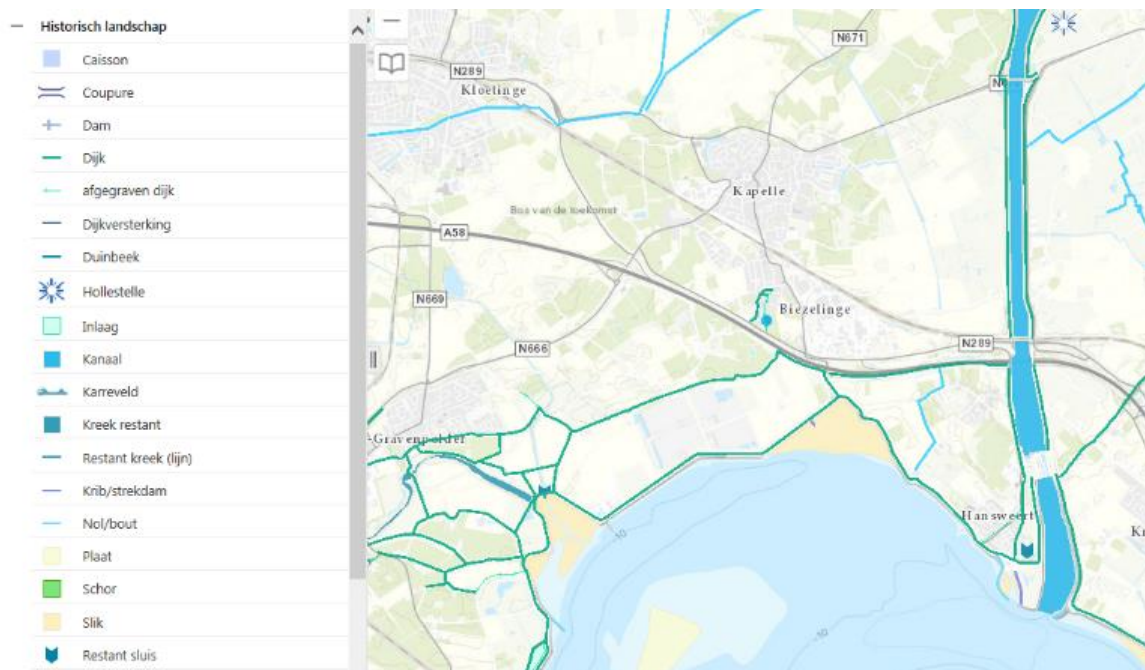 Historisch landschap
Caisson
Coupure
Dam
Dijk
afgegraven dijk
Dijkversterking
Duinbeek
Hollestelle
Inlaag
Kanaal
Karreveld
Kreek restant
Restant kreek (lijn)
Krib/strekdam
Nol/bout
Plaat
Schor
Slik
Restant sluis
N671
N289
Kloetinge
Kapelle
Bos van de toekomst
A58
N669
Biezelinge
N289
N666
-Gravenpolder
Hansweert
-10
-10